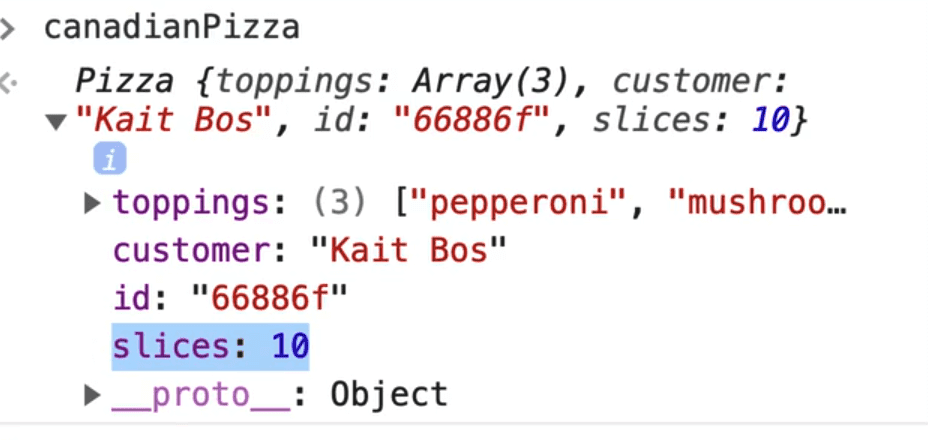 canadianPizza
Pizza {toppings: Array(3), customer:
"Kait Bos", id: "66886f", slices: 10}
i
toppings: (3) ["pepperoni", "mushroo…
customer: "Kait Bos"
id: "66886f"
slices: 10
__proto__: Object